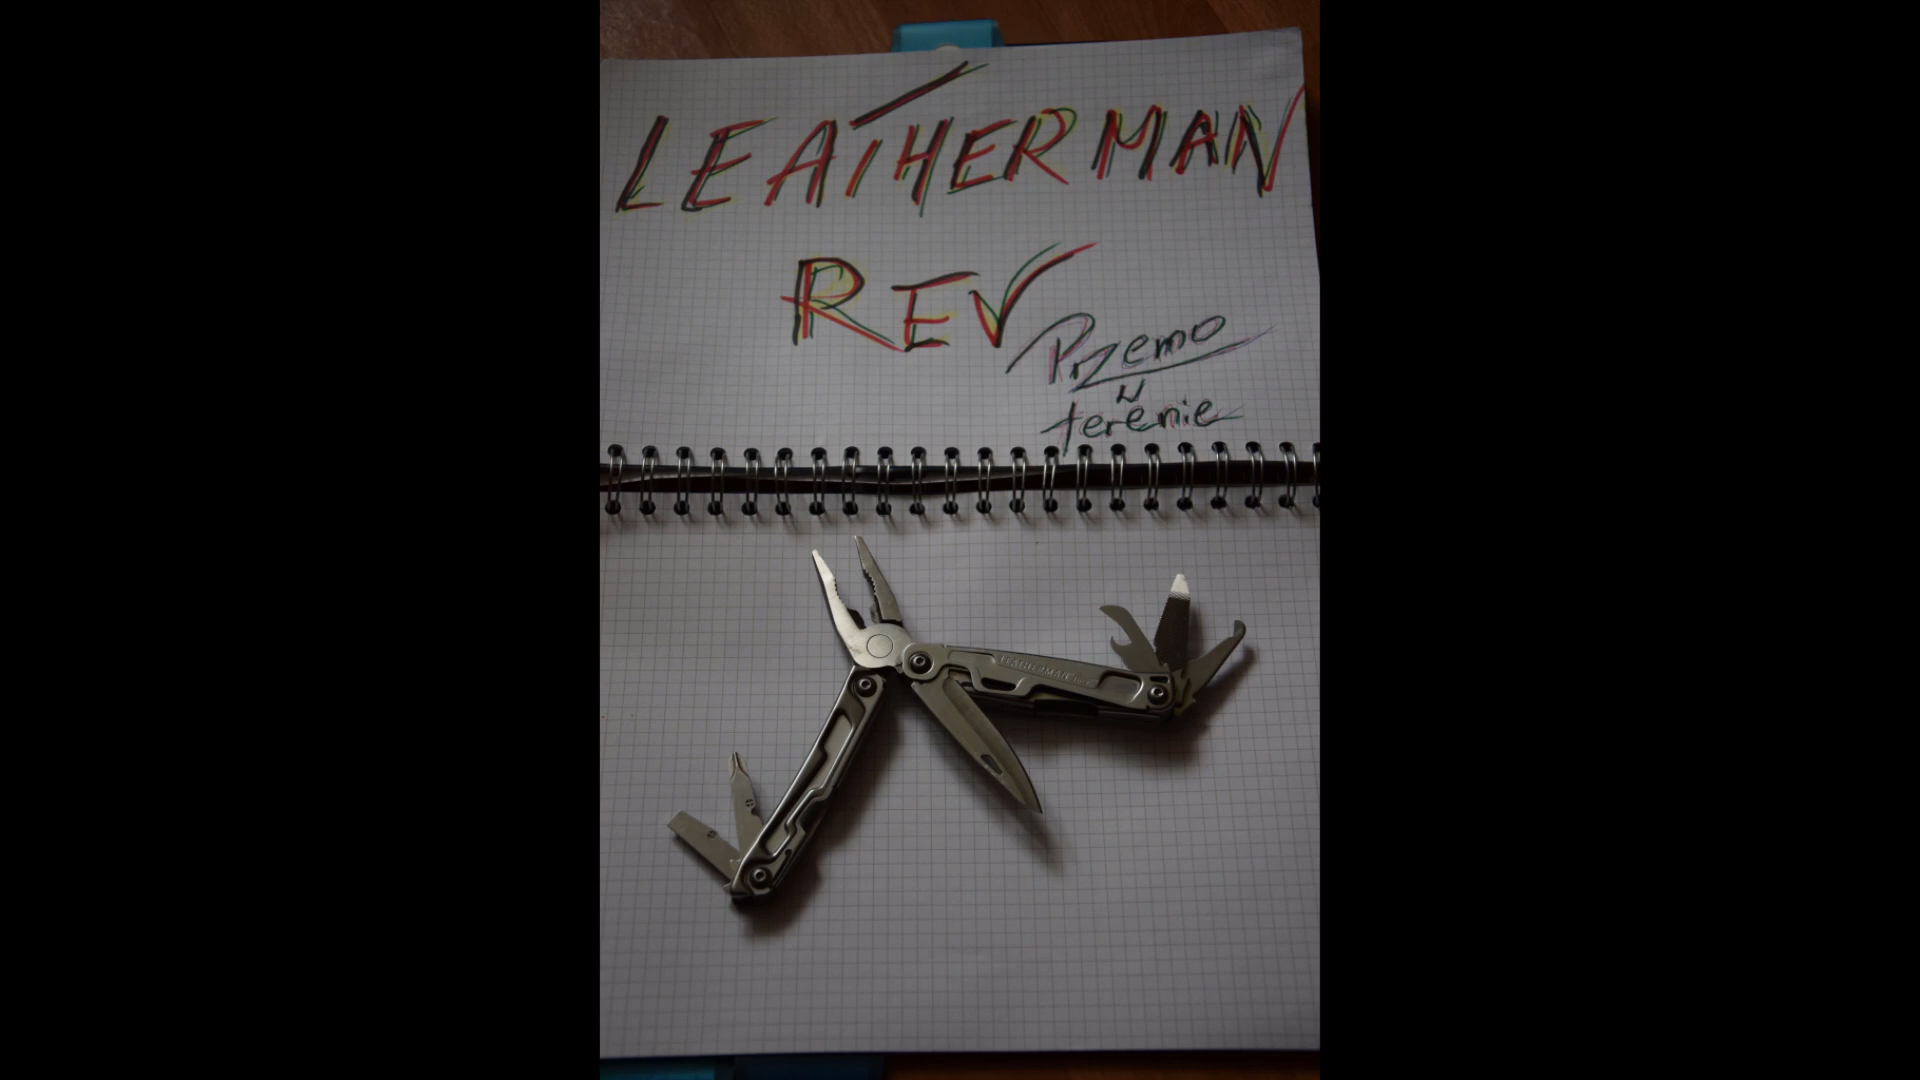 LEATHERMAN
REV
Przemo
w
terenie
LEATHERMAN